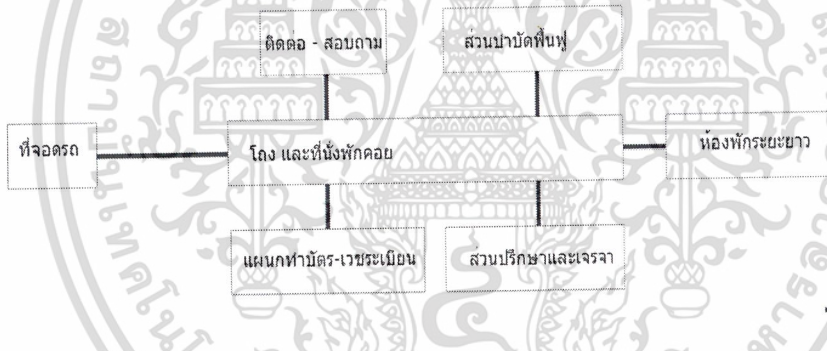 ติดต่อ - สอบถาม
ส่วนบำบัดฟื้นฟู
ที่จอดรถ
โถง และที่นั่งพักคอย
ห้องพักระยะยาว
แผนกทำบัตร-เวชระเบียน
ส่วนปรึกษาและเจรจา